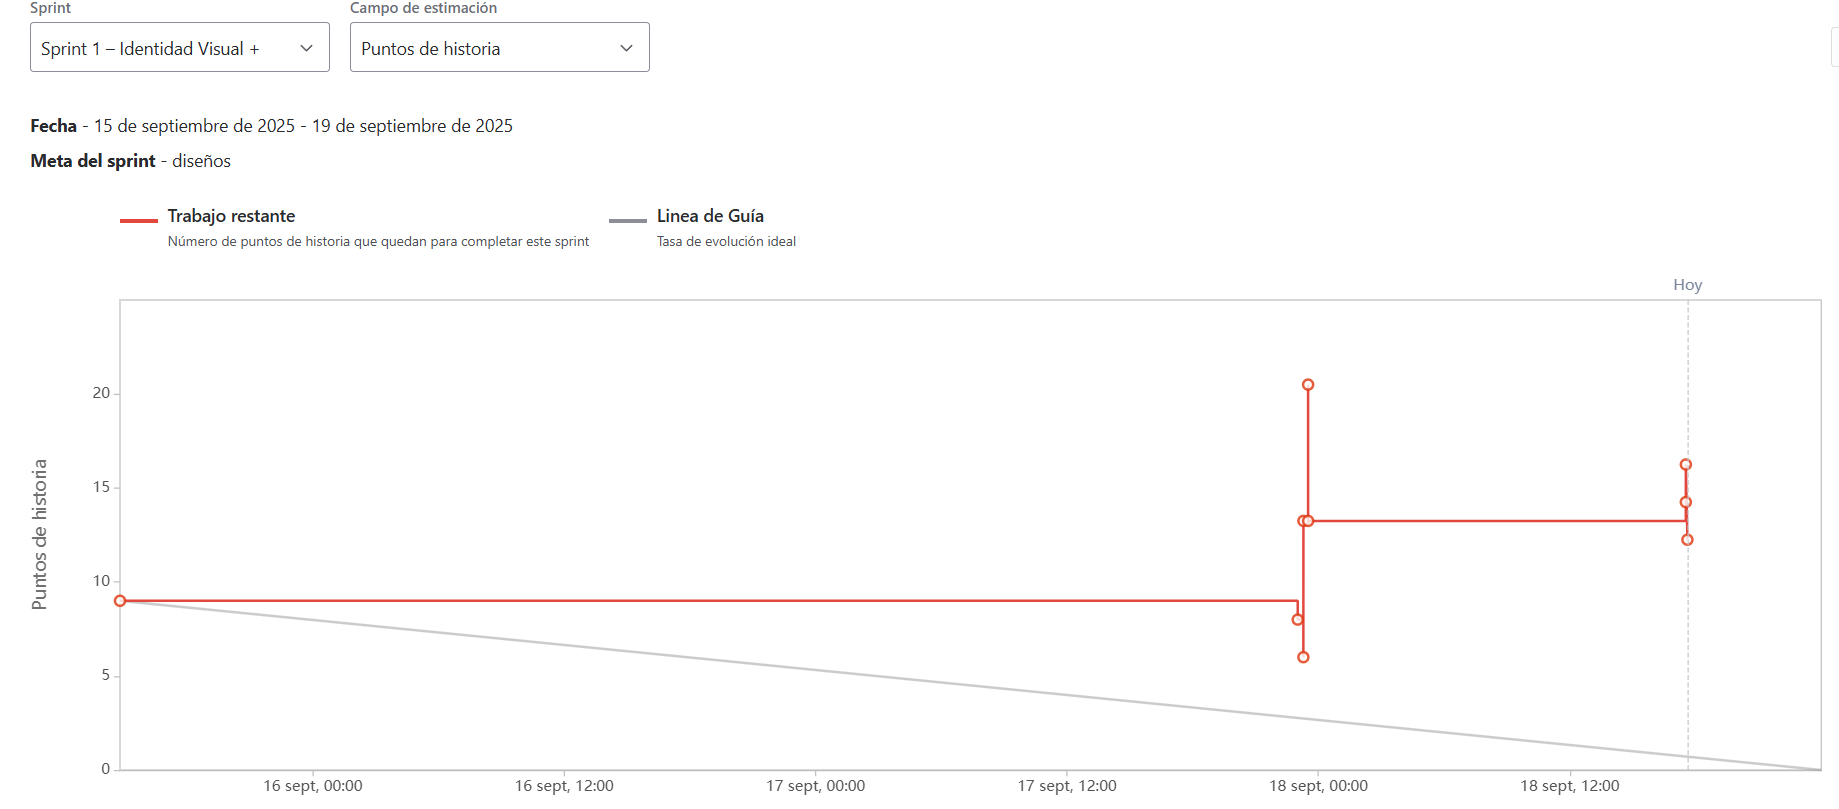 Sprint
Campo de estimación
Sprint 1 – Identidad Visual +
Puntos de historia
Fecha - 15 de septiembre de 2025 - 19 de septiembre de 2025
Meta del sprint - diseños
Trabajo restante
Número de puntos de historia que quedan para completar este sprint
Linea de Guía
Tasa de evolución ideal
Hoy
Puntos de historia
20
15
10
5
0
16 sept, 00:00
16 sept, 12:00
17 sept, 00:00
17 sept, 12:00
18 sept, 00:00
18 sept, 12:00